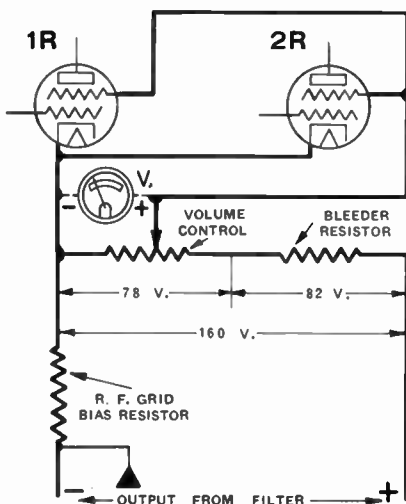 1R 2R
V.
- +
VOLUME CONTROL
BLEEDER RESISTOR
78 V. 82 V.
160 V.
R. F. GRID
BIAS RESISTOR
- OUTPUT FROM FILTER +